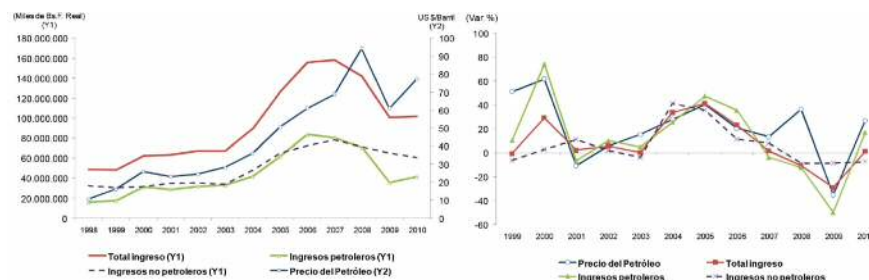 (Miles de Bs.F. Real)
(Y1)
US $/Barril
(Y2)
180.000.000
160.000.000
140.000.000
120.000.000
100.000.000
80.000.000
60.000.000
40.000.000
20.000.000
0
100
90
80
70
60
50
40
30
20
10
0
1998 1999 2000 2001 2002 2003 2004 2005 2006 2007 2008 2009 2010
Total ingreso (Y1)
Ingresos petroleros (Y1)
Ingresos no petroleros (Y1)
Precio del Petróleo (Y2)
(Var %)
100
80
60
40
20
0
-20
-40
-60
1999 2000 2001 2002 2003 2004 2005 2006 2007 2008 2009 2010
Precio del Petróleo
Total ingreso
Ingresos petroleros
Ingresos no petroleros